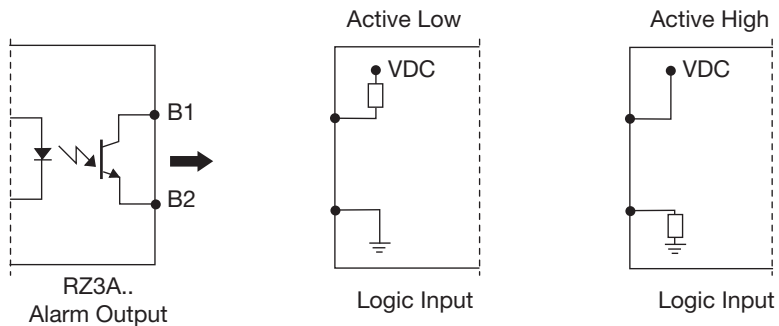 Active Low
Active High
VDC
VDC
B1
B2
RZ3A..
Alarm Output
Logic Input
Logic Input